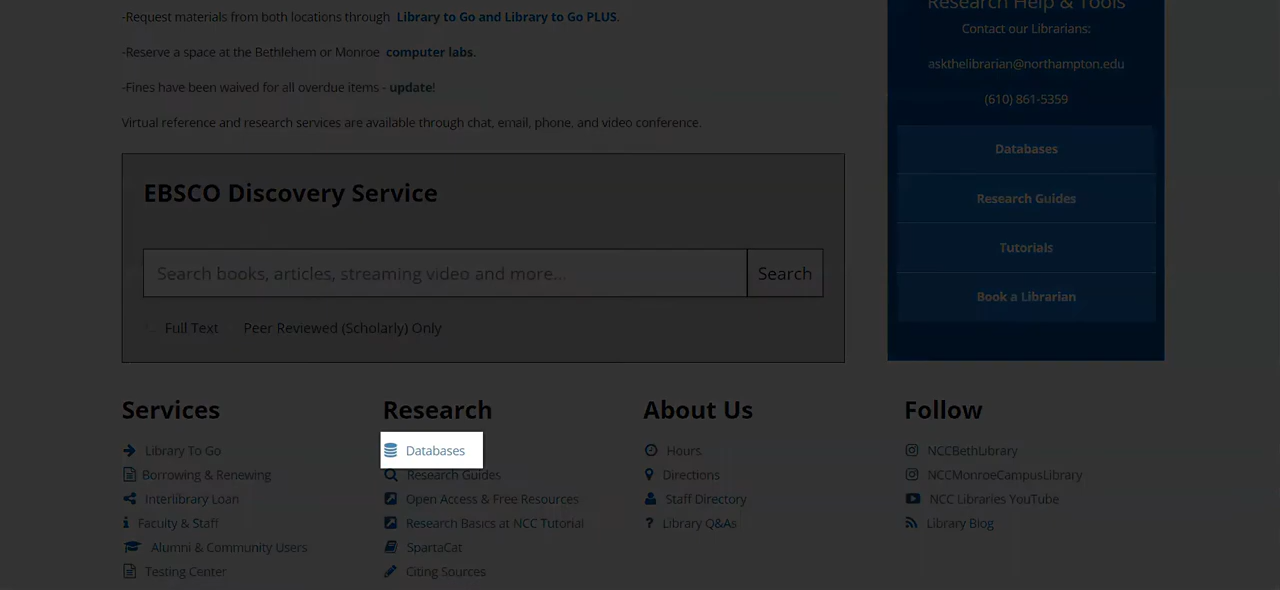 -Request materials from both locations through Library to Go and Library to Go PLUS.
-Reserve a space at the Bethlehem or Monroe computer labs.
-Fines have been waived for all overdue items - update!
Virtual reference and research services are available through chat, email, phone, and video conference.
EBSCO Discovery Service
Search books, articles, streaming video and more...
Search
Full Text
Peer Reviewed (Scholarly) Only
Research Help & Tools
Contact our Librarians:
askthelibrarian@northampton.edu
(610) 861-5359
Databases
Research Guides
Tutorials
Book a Librarian
Services
Library To Go
Borrowing & Renewing
Interlibrary Loan
Faculty & Staff
Alumni & Community Users
Testing Center
Research
Databases
Research Guides
Open Access & Free Resources
Research Basics at NCC Tutorial
SpartaCat
Citing Sources
About Us
Hours
Directions
Staff Directory
Library Q&As
Follow
NCCBethLibrary
NCCMonroeCampusLibrary
NCC Libraries YouTube
Library Blog